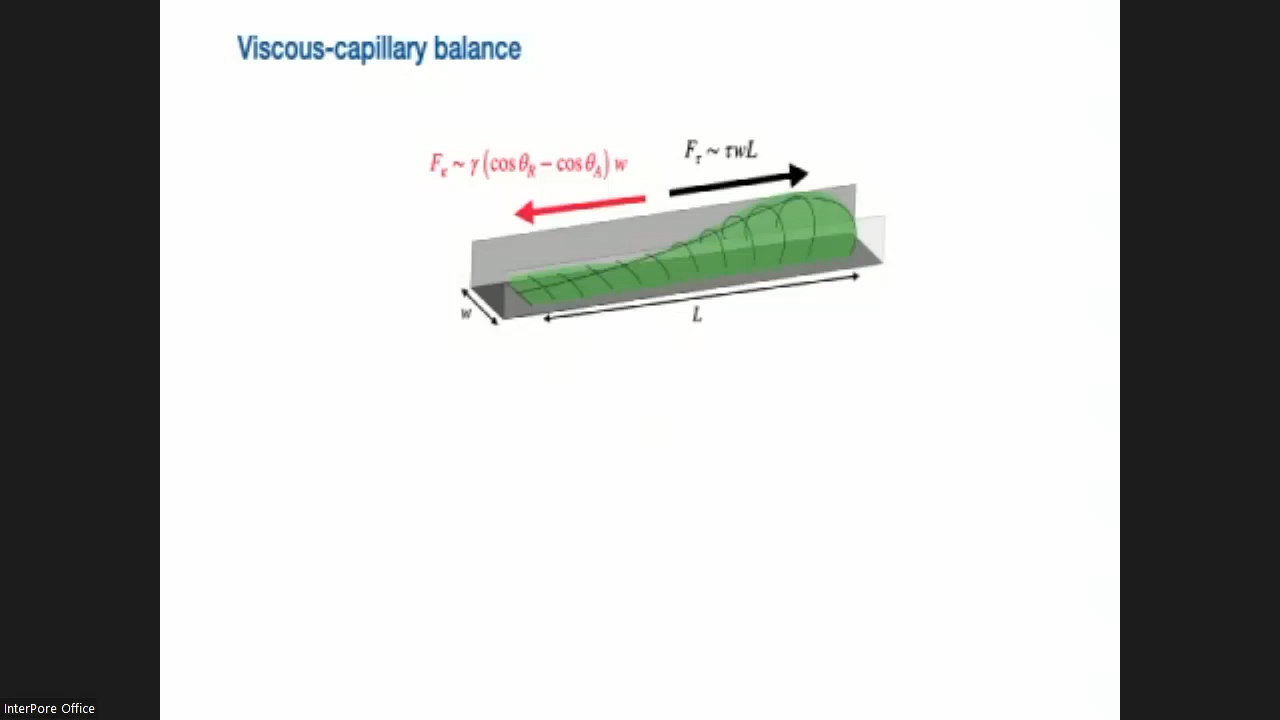 Viscous-capillary balance
F_κ ~ γ (cos θ_R − cos θ_A) w
F_τ ~ τwL
w
L
InterPore Office